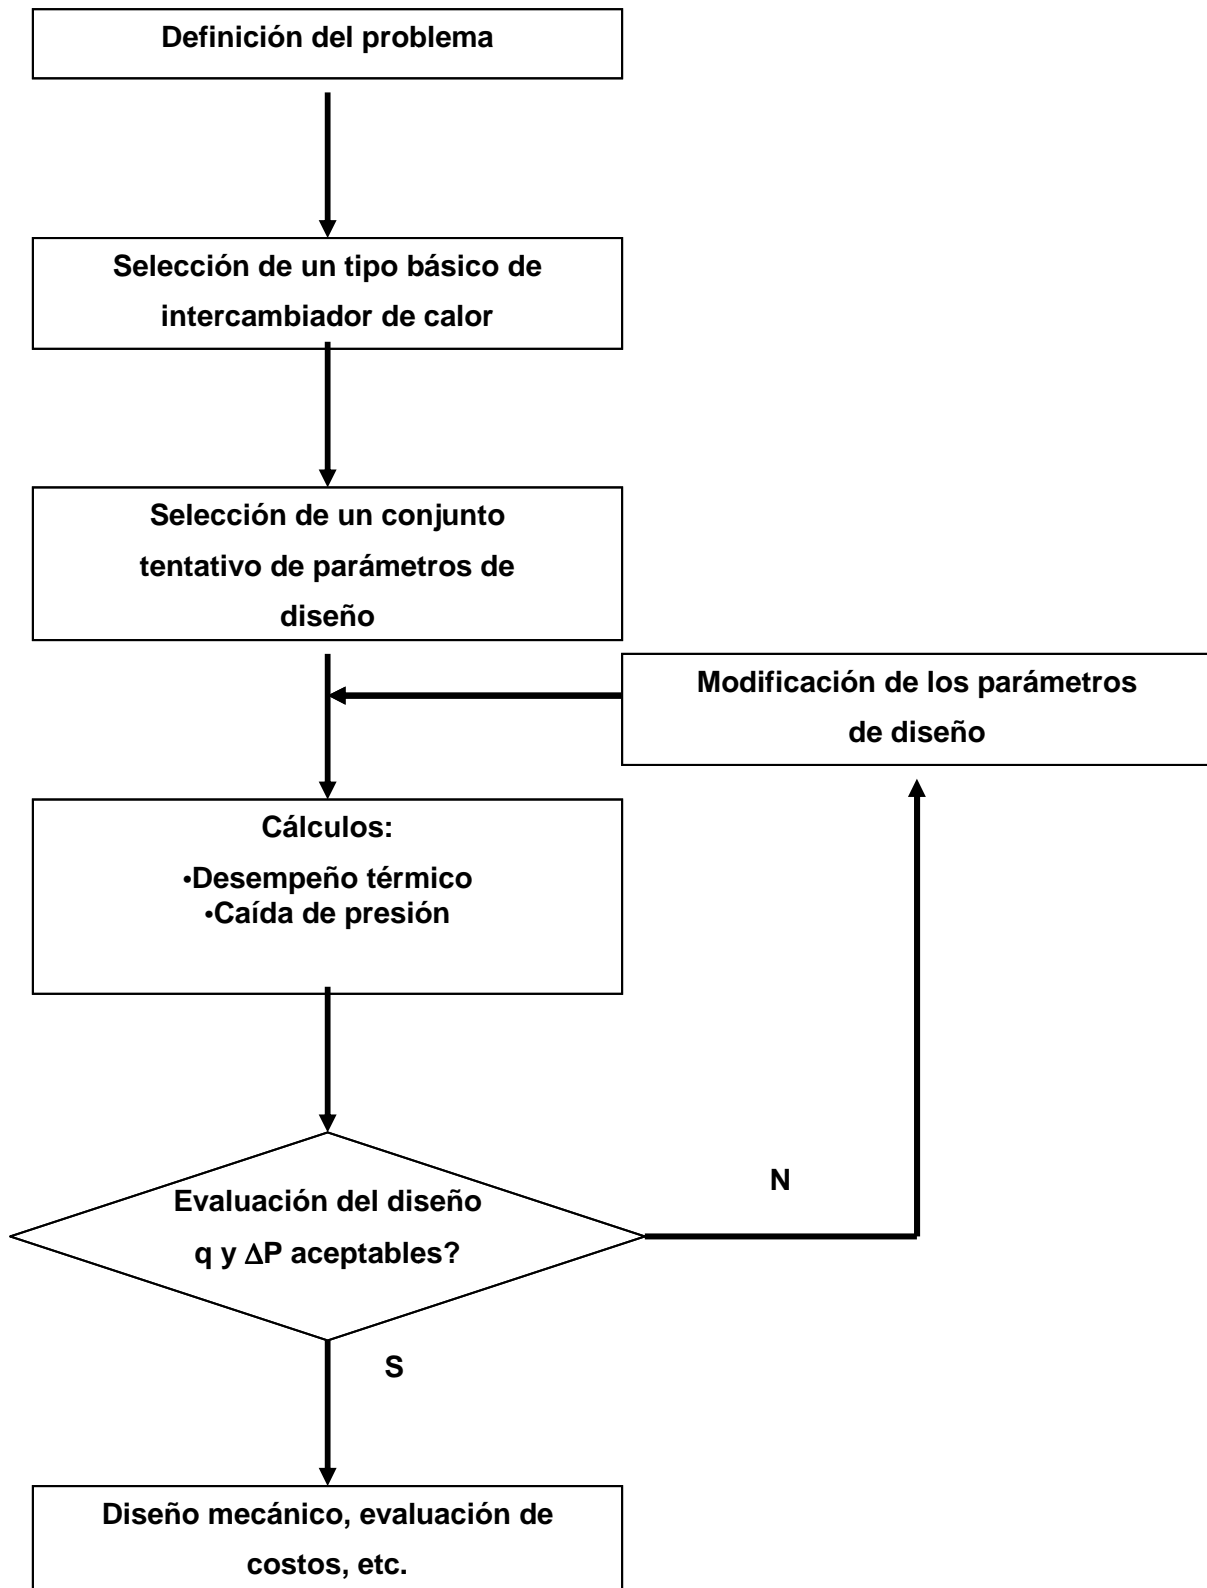 Definición del problema
Selección de un tipo básico de
intercambiador de calor
Selección de un conjunto
tentativo de parámetros de
diseño
Modificación de los parámetros
de diseño
Cálculos:
•Desempeño térmico
•Caída de presión
Evaluación del diseño
q y ΔP aceptables?
N
S
Diseño mecánico, evaluación de
costos, etc.